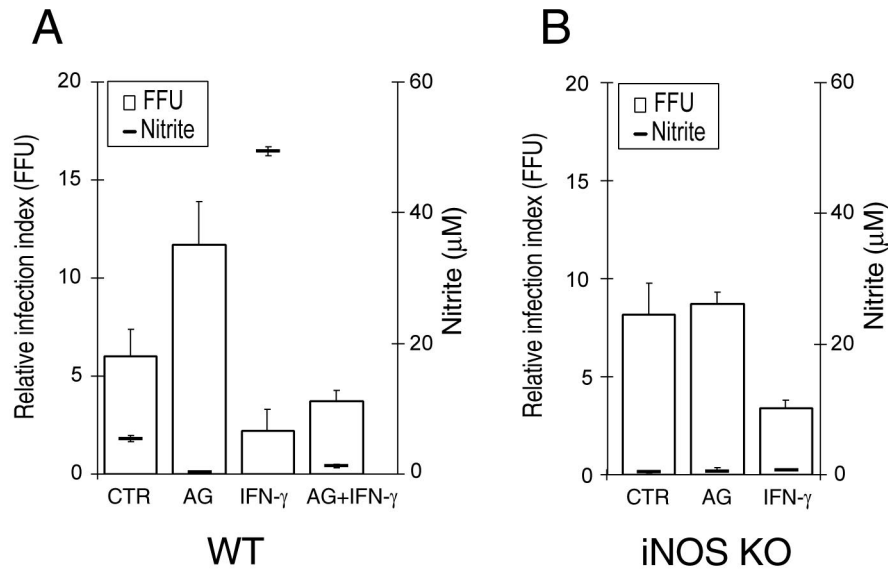 A
20
15
10
5
0
Relative infection index (FFU)
FFU
Nitrite
60
40
20
0
Nitrite (μM)
CTR AG IFN-γ AG+IFN-γ
WT
B
20
15
10
5
0
Relative infection index (FFU)
FFU
Nitrite
60
40
20
0
Nitrite (μM)
CTR AG IFN-γ
iNOS KO